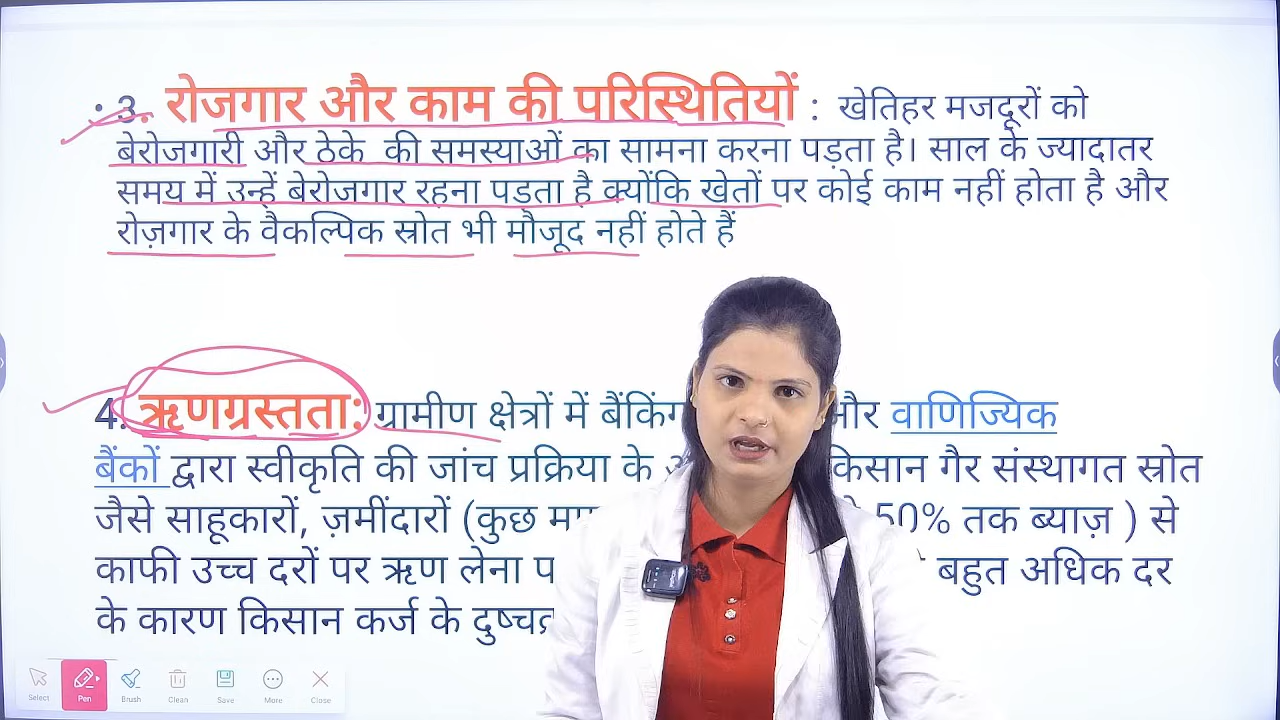 • 3. रोजगार और काम की परिस्थितियों : खेतिहर मजदूरों को
बेरोजगारी और ठेके की समस्याओं का सामना करना पड़ता है। साल के ज्यादातर
समय में उन्हें बेरोजगार रहना पड़ता है क्योंकि खेतों पर कोई काम नहीं होता है और
रोज़गार के वैकल्पिक स्रोत भी मौजूद नहीं होते हैं
4. ऋणग्रस्तता: ग्रामीण क्षेत्रों में बैंकिंग और वाणिज्यिक
बैंकों द्वारा स्वीकृति की जांच प्रक्रिया के किसान गैर संस्थागत स्रोत
जैसे साहूकारों, ज़मींदारों (कुछ 50% तक ब्याज़ ) से
काफी उच्च दरों पर ऋण लेना बहुत अधिक दर
के कारण किसान कर्ज के
Select Pen Brush Clean Save More Close